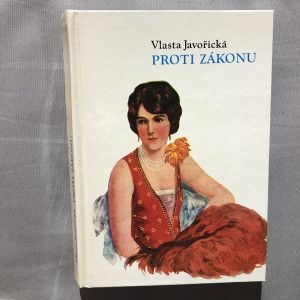 Vlasta Javořická
PROTI ZÁKONU